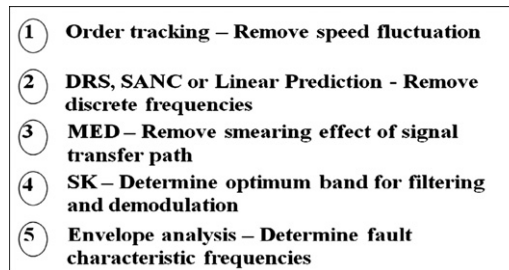 1 Order tracking – Remove speed fluctuation
2 DRS, SANC or Linear Prediction - Remove
discrete frequencies
3 MED – Remove smearing effect of signal
transfer path
4 SK – Determine optimum band for filtering
and demodulation
5 Envelope analysis – Determine fault
characteristic frequencies